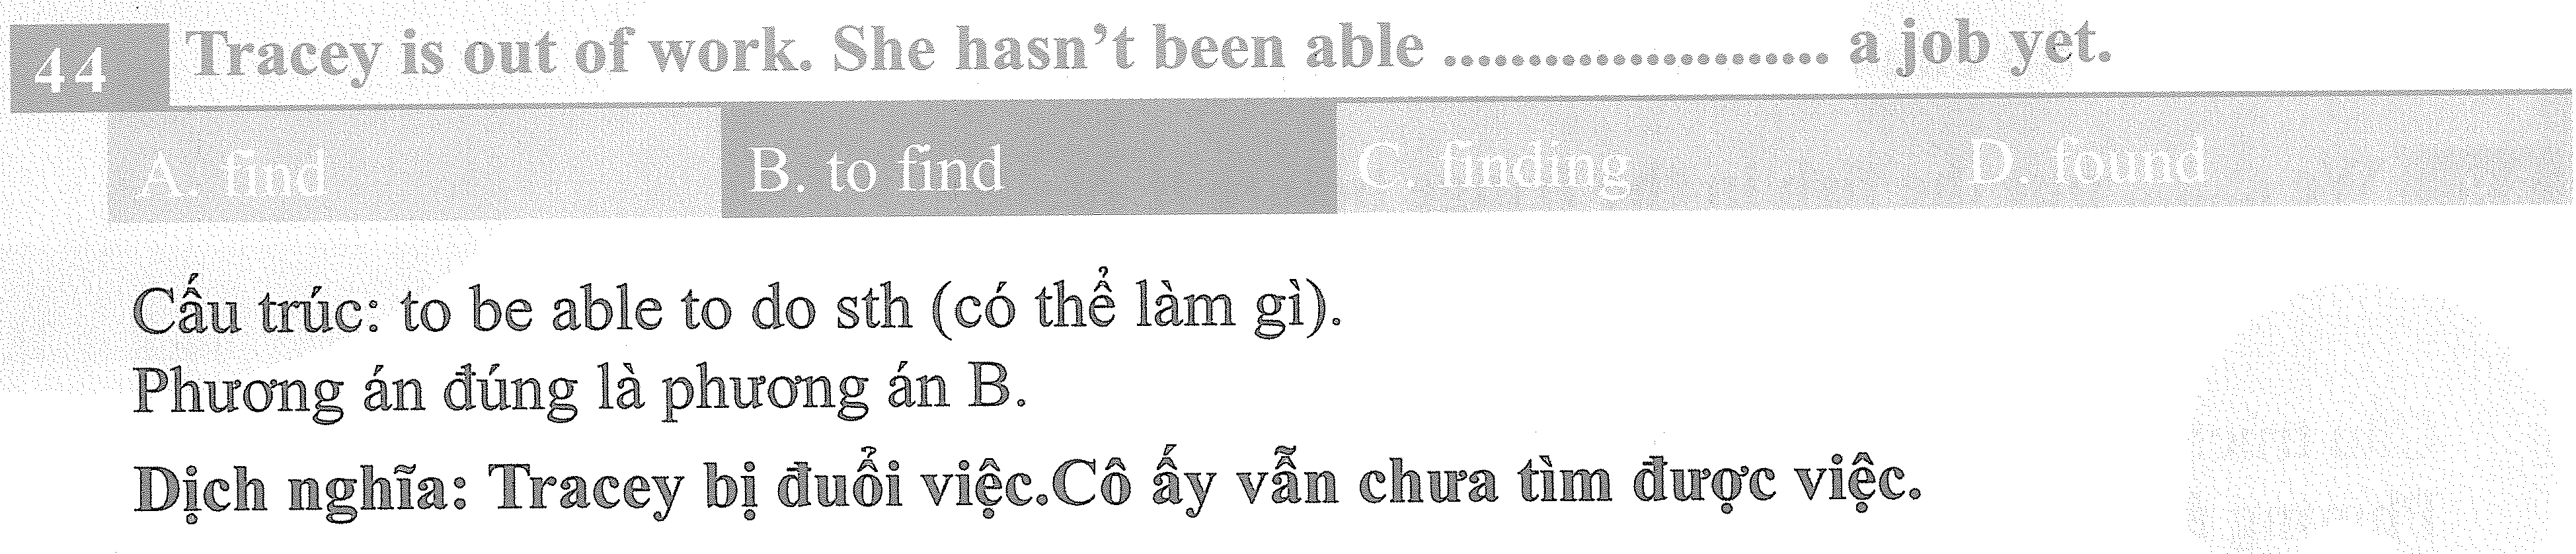 44 Tracey is out of work. She hasn't been able ....................... a job yet.
A. find B. to find C. finding D. found
Cấu trúc: to be able to do sth (có thể làm gì).
Phương án đúng là phương án B.
Dịch nghĩa: Tracey bị đuổi việc.Cô ấy vẫn chưa tìm được việc.